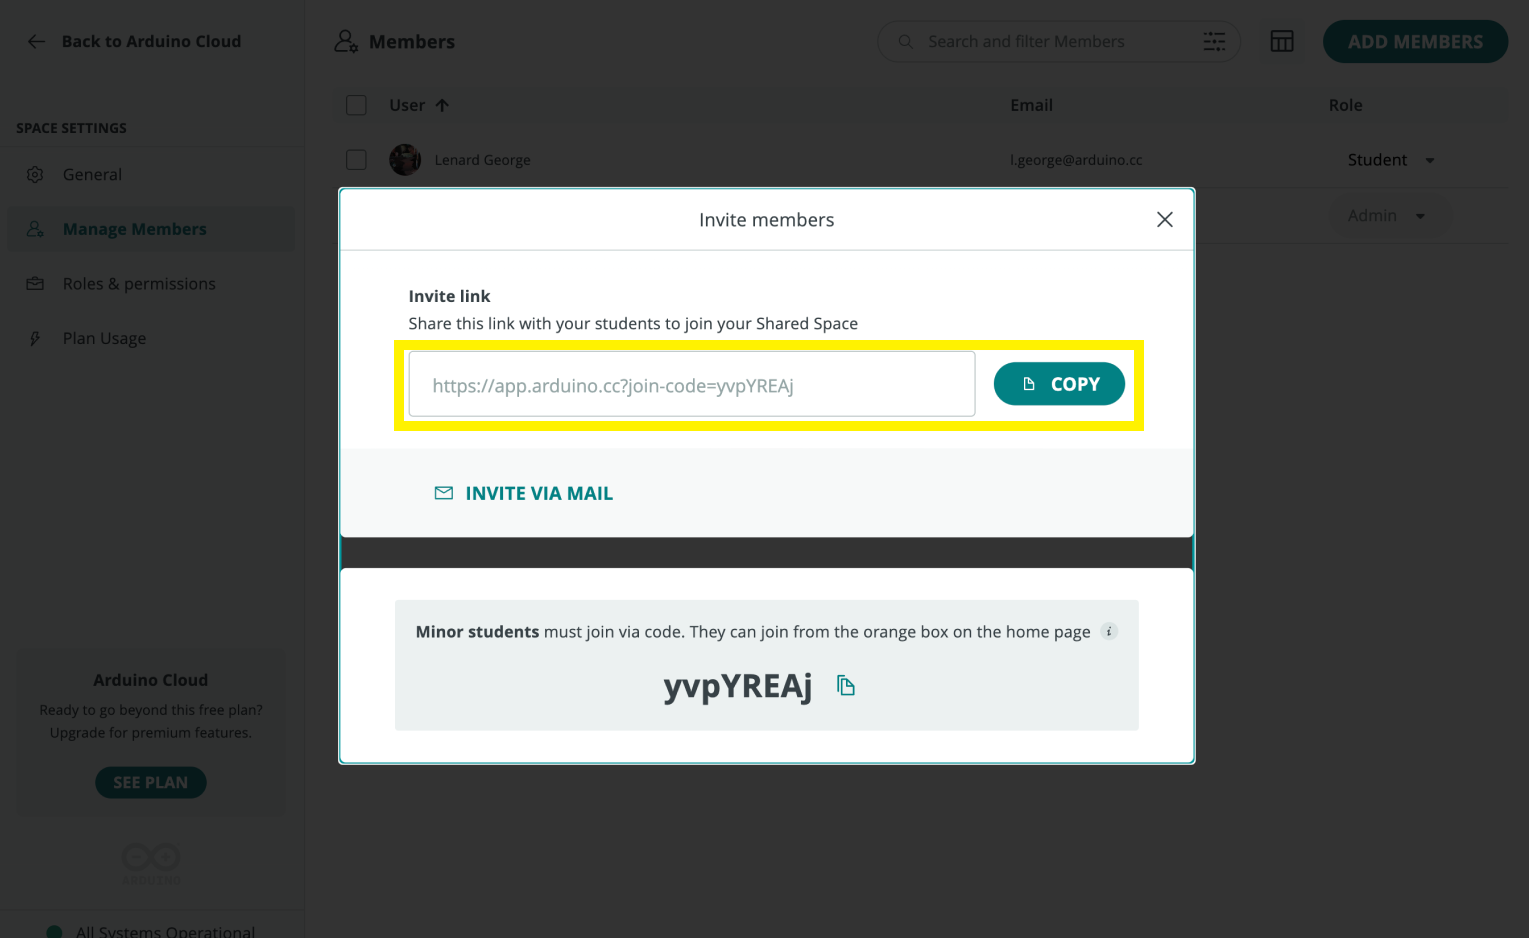 Back to Arduino Cloud
Members
Search and filter Members
ADD MEMBERS
User
Email
Role
SPACE SETTINGS
Lenard George
l.george@arduino.cc
Student
General
Admin
Manage Members
Roles & permissions
Plan Usage
Invite members
Invite link
Share this link with your students to join your Shared Space
https://app.arduino.cc?join-code=yvpYREAj
COPY
INVITE VIA MAIL
Minor students must join via code. They can join from the orange box on the home page
yvpYREAj
Arduino Cloud
Ready to go beyond this free plan?
Upgrade for premium features.
SEE PLAN
ARDUINO
All Systems Operational